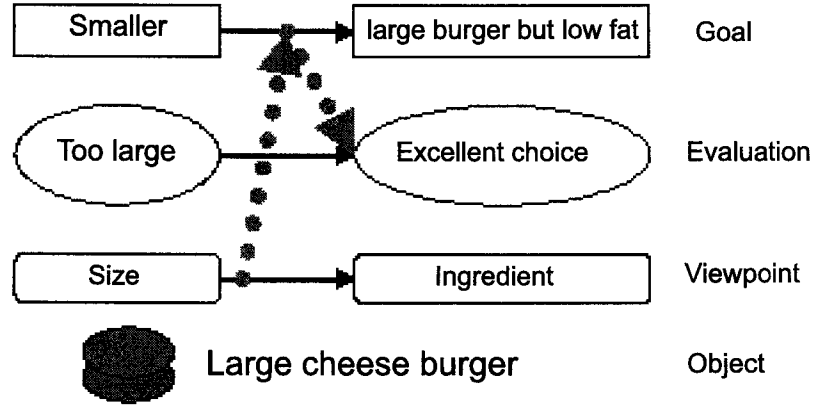 Smaller
large burger but low fat
Goal
Too large
Excellent choice
Evaluation
Size
Ingredient
Viewpoint
Large cheese burger
Object